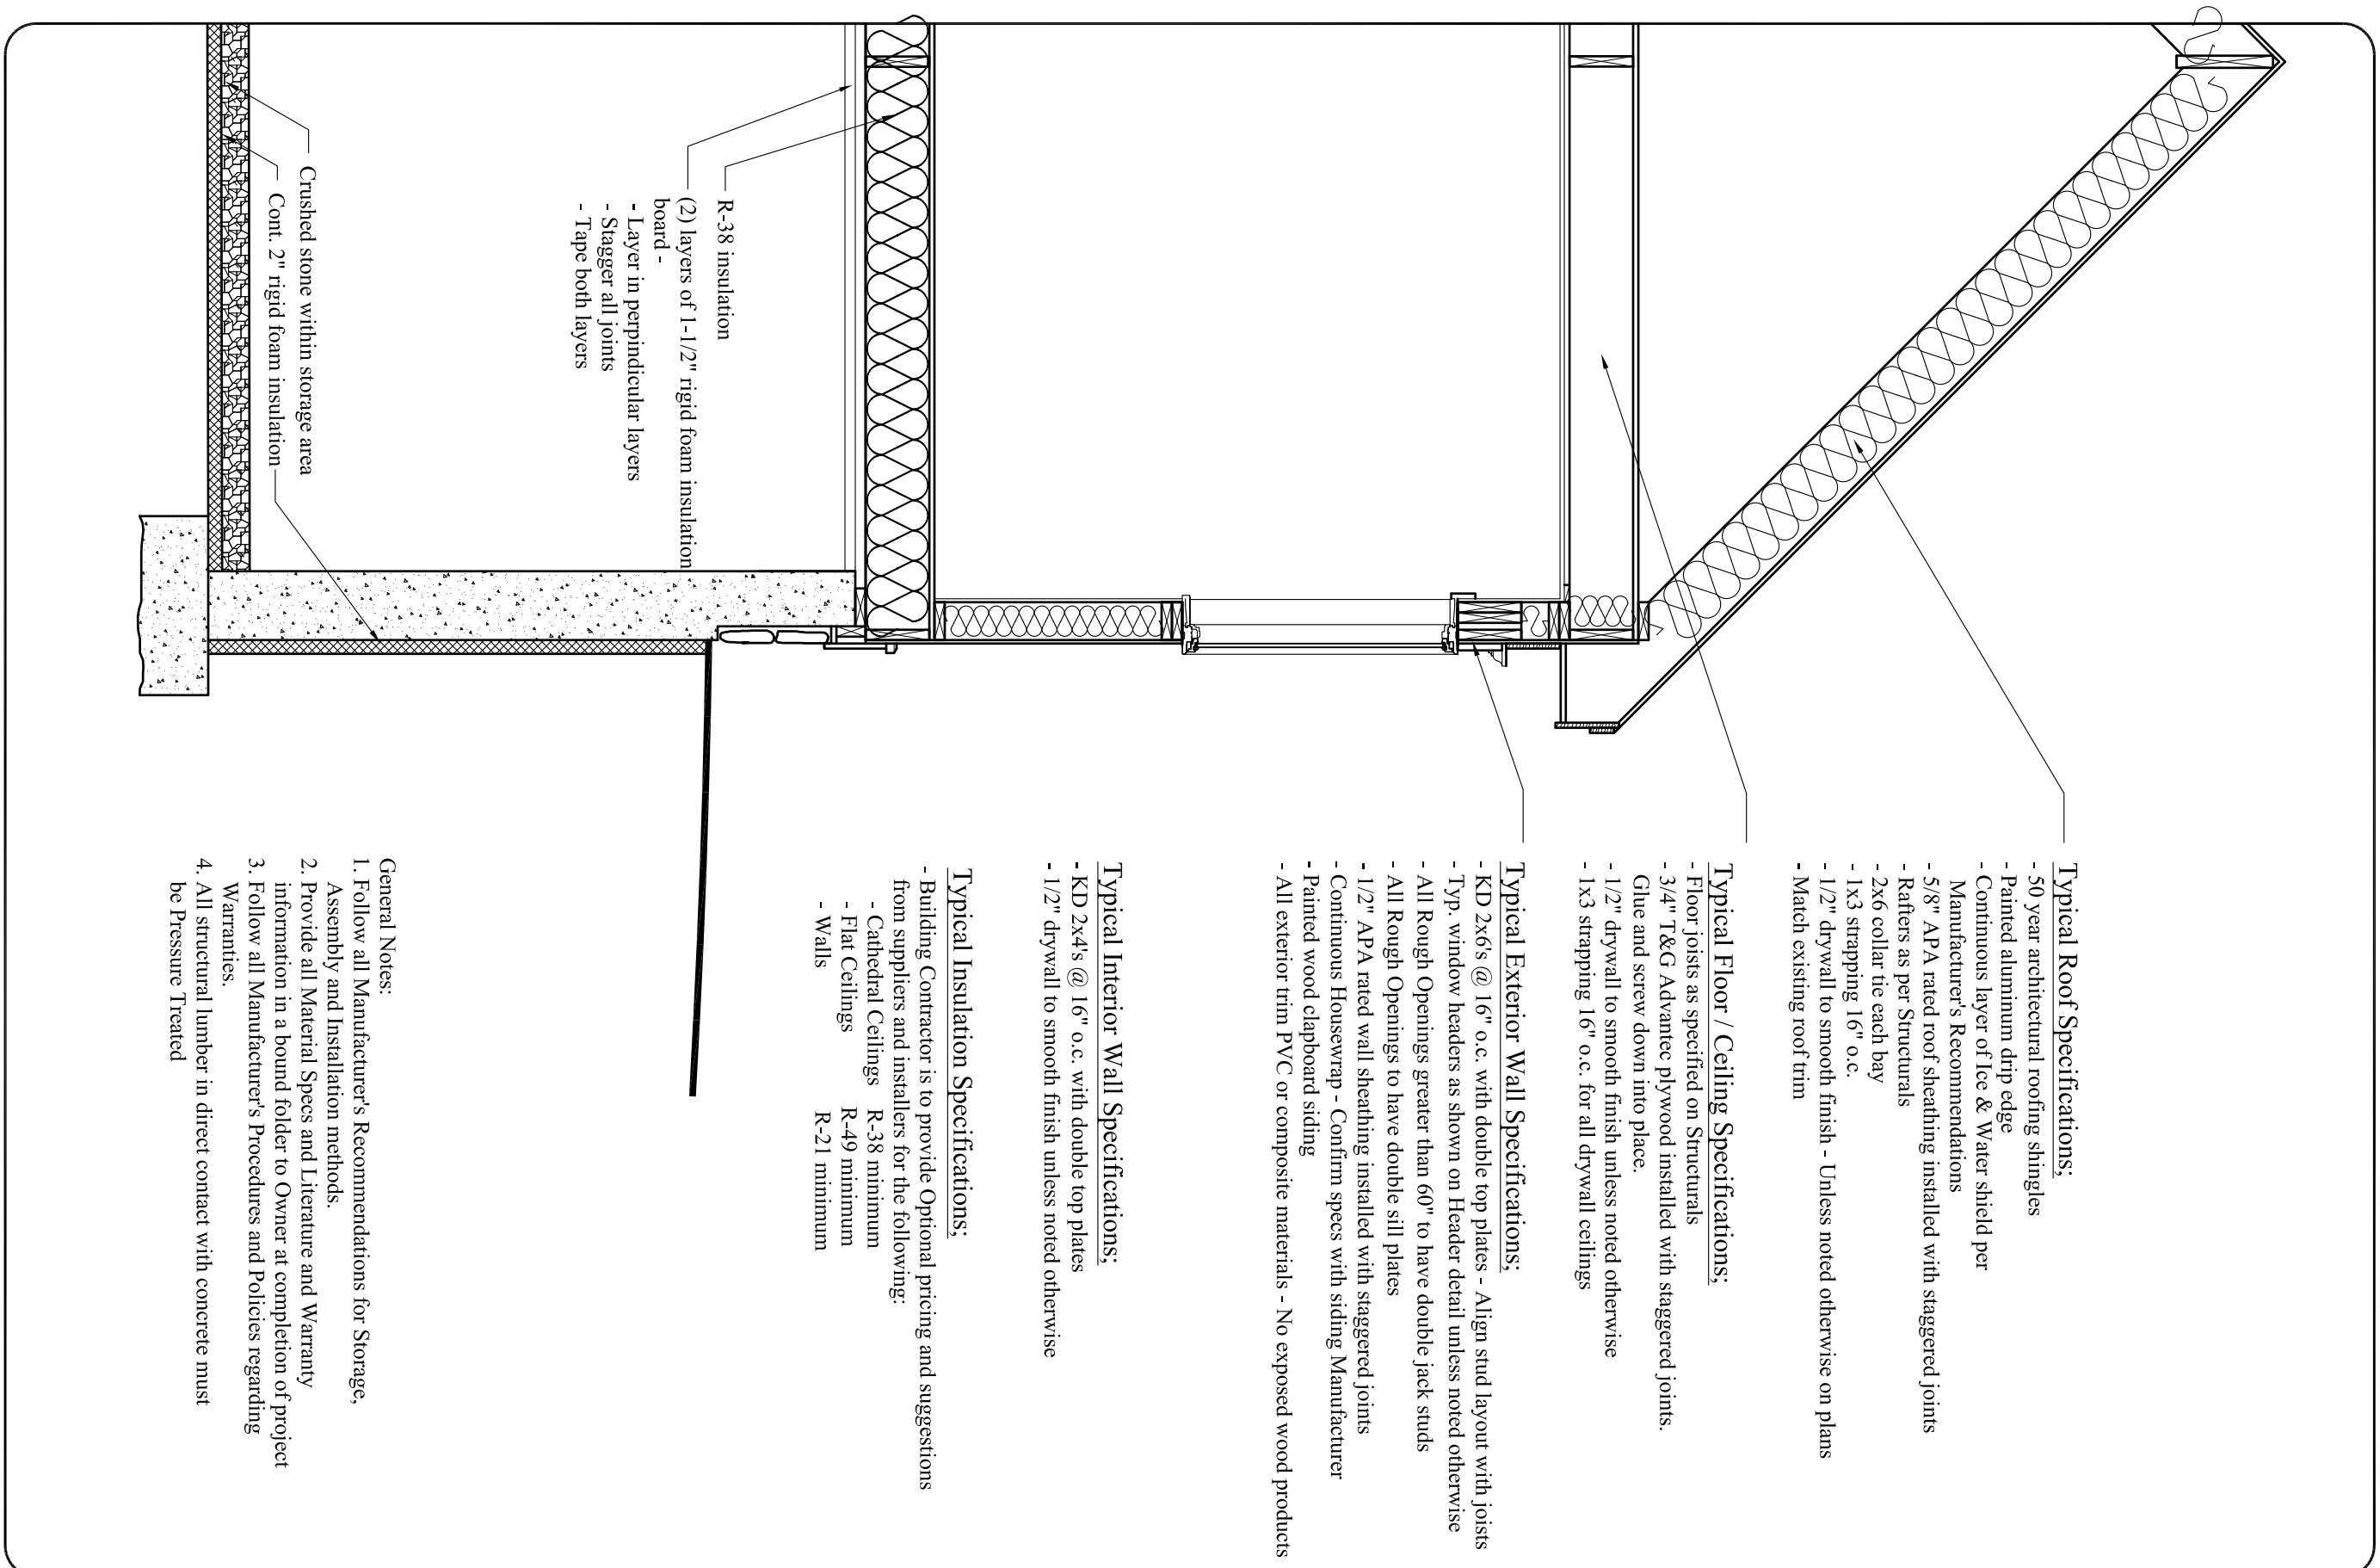 Typical Roof Specifications;
- 50 year architectural roofing shingles
- Painted aluminum drip edge
- Continuous layer of Ice & Water shield per
Manufacturer's Recommendations
- 5/8" APA rated roof sheathing installed with staggered joints
- Rafters as per Structurals
- 2x6 collar tie each bay
- 1x3 strapping 16" o.c.
- 1/2" drywall to smooth finish - Unless noted otherwise on plans
- Match existing roof trim
Typical Floor / Ceiling Specifications;
- Floor joists as specified on Structurals
- 3/4" T&G Advantec plywood installed with staggered joints.
Glue and screw down into place.
- 1/2" drywall to smooth finish unless noted otherwise
- 1x3 strapping 16" o.c. for all drywall ceilings
Typical Exterior Wall Specifications;
- KD 2x6's @ 16" o.c. with double top plates - Align stud layout with joists
- Typ. window headers as shown on Header detail unless noted otherwise
- All Rough Openings greater than 60" to have double jack studs
- All Rough Openings to have double sill plates
- 1/2" APA rated wall sheathing installed with staggered joints
- Continuous Housewrap - Confirm specs with siding Manufacturer
- Painted wood clapboard siding
- All exterior trim PVC or composite materials - No exposed wood products
Typical Interior Wall Specifications;
- KD 2x4's @ 16" o.c. with double top plates
- 1/2" drywall to smooth finish unless noted otherwise
Typical Insulation Specifications;
- Building Contractor is to provide Optional pricing and suggestions
from suppliers and installers for the following:
- Cathedral Ceilings R-38 minimum
- Flat Ceilings R-49 minimum
- Walls R-21 minimum
R-38 insulation
(2) layers of 1-1/2" rigid foam insulation
board -
- Layer in perpindicular layers
- Stagger all joints
- Tape both layers
Crushed stone within storage area
Cont. 2" rigid foam insulation
General Notes:
1. Follow all Manufacturer's Recommendations for Storage,
Assembly and Installation methods.
2. Provide all Material Specs and Literature and Warranty
information in a bound folder to Owner at completion of project
3. Follow all Manufacturer's Procedures and Policies regarding
Warranties.
4. All structural lumber in direct contact with concrete must
be Pressure Treated